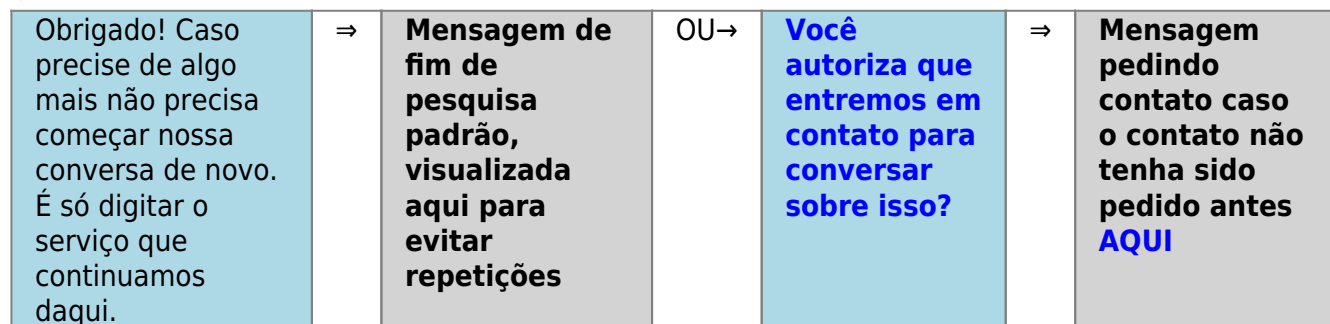 Obrigado! Caso
precise de algo
mais não precisa
começar nossa
conversa de novo.
É só digitar o
serviço que
continuamos
daqui.
⇒
Mensagem de
fim de
pesquisa
padrão,
visualizada
aqui para
evitar
repetições
OU→
Você
autoriza que
entremos em
contato para
conversar
sobre isso?
⇒
Mensagem
pedindo
contato caso
o contato não
tenha sido
pedido antes
AQUI